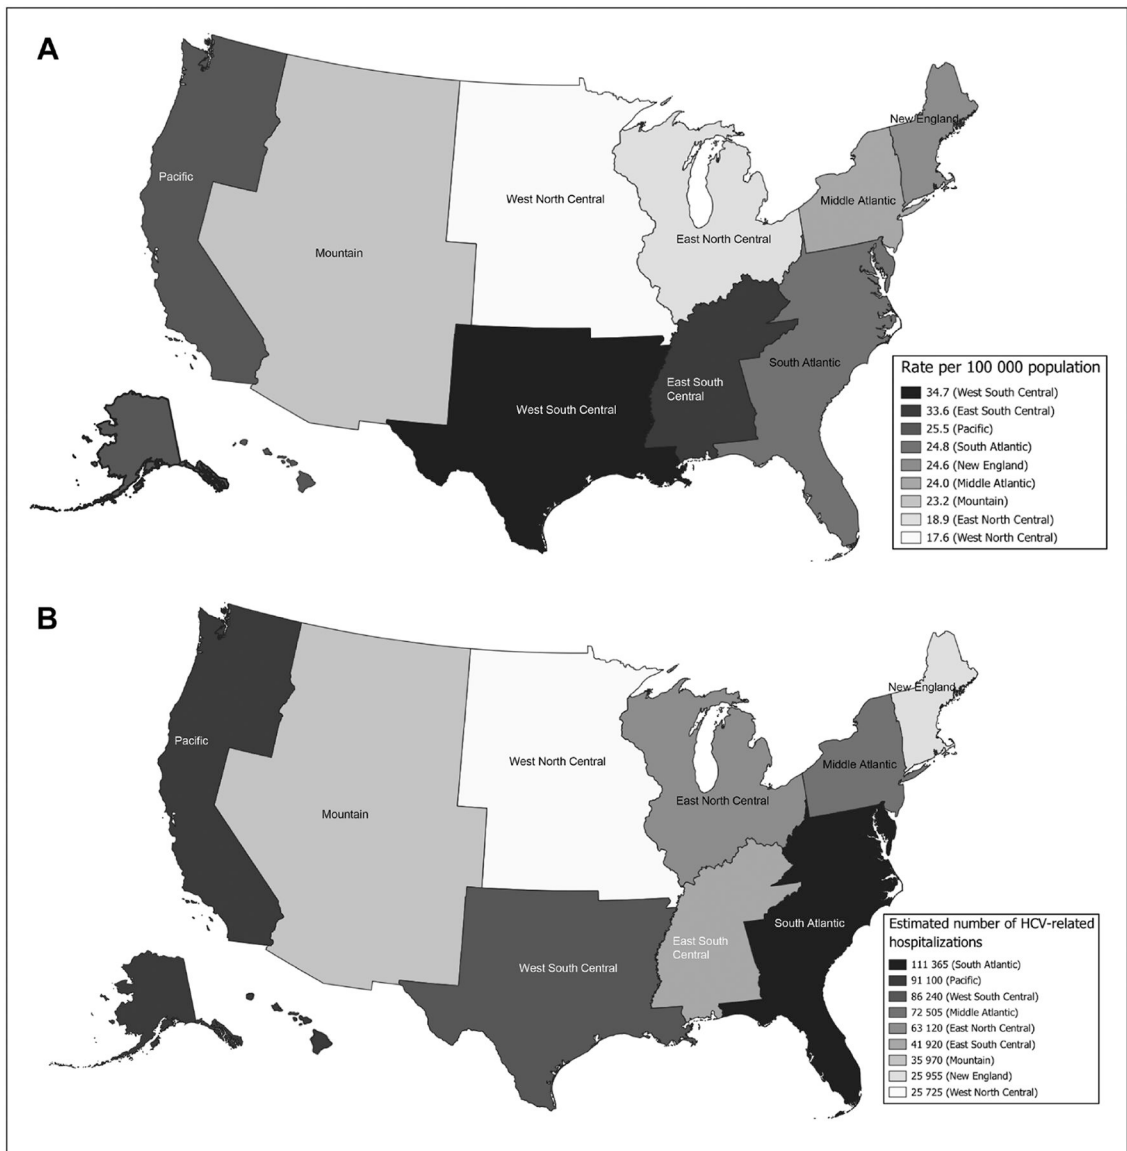 A
New England
Pacific
West North Central
Middle Atlantic
East North Central
Mountain
South Atlantic
East South
Central
West South Central
Rate per 100 000 population
34.7 (West South Central)
33.6 (East South Central)
25.5 (Pacific)
24.8 (South Atlantic)
24.6 (New England)
24.0 (Middle Atlantic)
23.2 (Mountain)
18.9 (East North Central)
17.6 (West North Central)
B
New England
Pacific
West North Central
Middle Atlantic
East North Central
Mountain
South Atlantic
East South
Central
West South Central
Estimated number of HCV-related
hospitalizations
111 365 (South Atlantic)
91 100 (Pacific)
86 240 (West South Central)
72 505 (Middle Atlantic)
63 120 (East North Central)
41 920 (East South Central)
35 970 (Mountain)
25 955 (New England)
25 725 (West North Central)